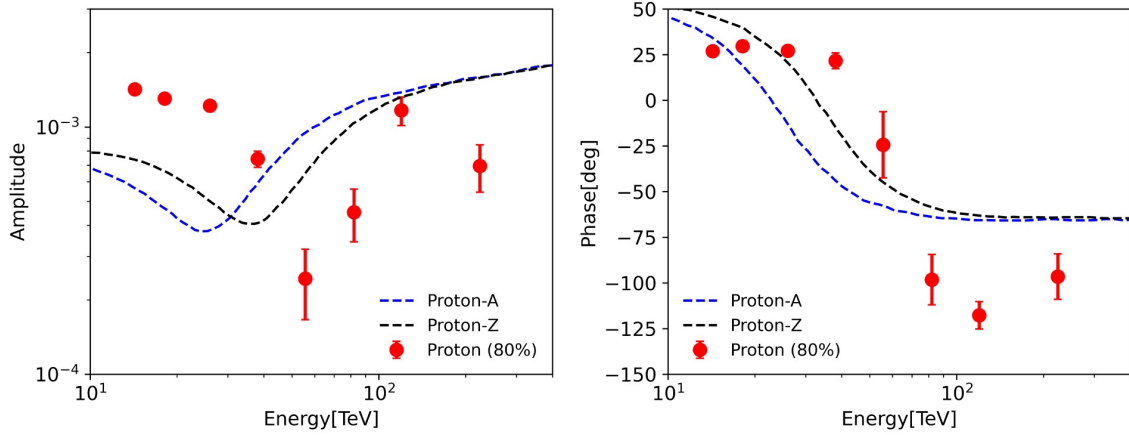 Amplitude
10⁻³
10⁻⁴
Proton-A
Proton-Z
Proton (80%)
10¹
10²
Energy[TeV]
Phase[deg]
50
25
0
−25
−50
−75
−100
−125
−150
Proton-A
Proton-Z
Proton (80%)
10¹
10²
Energy[TeV]